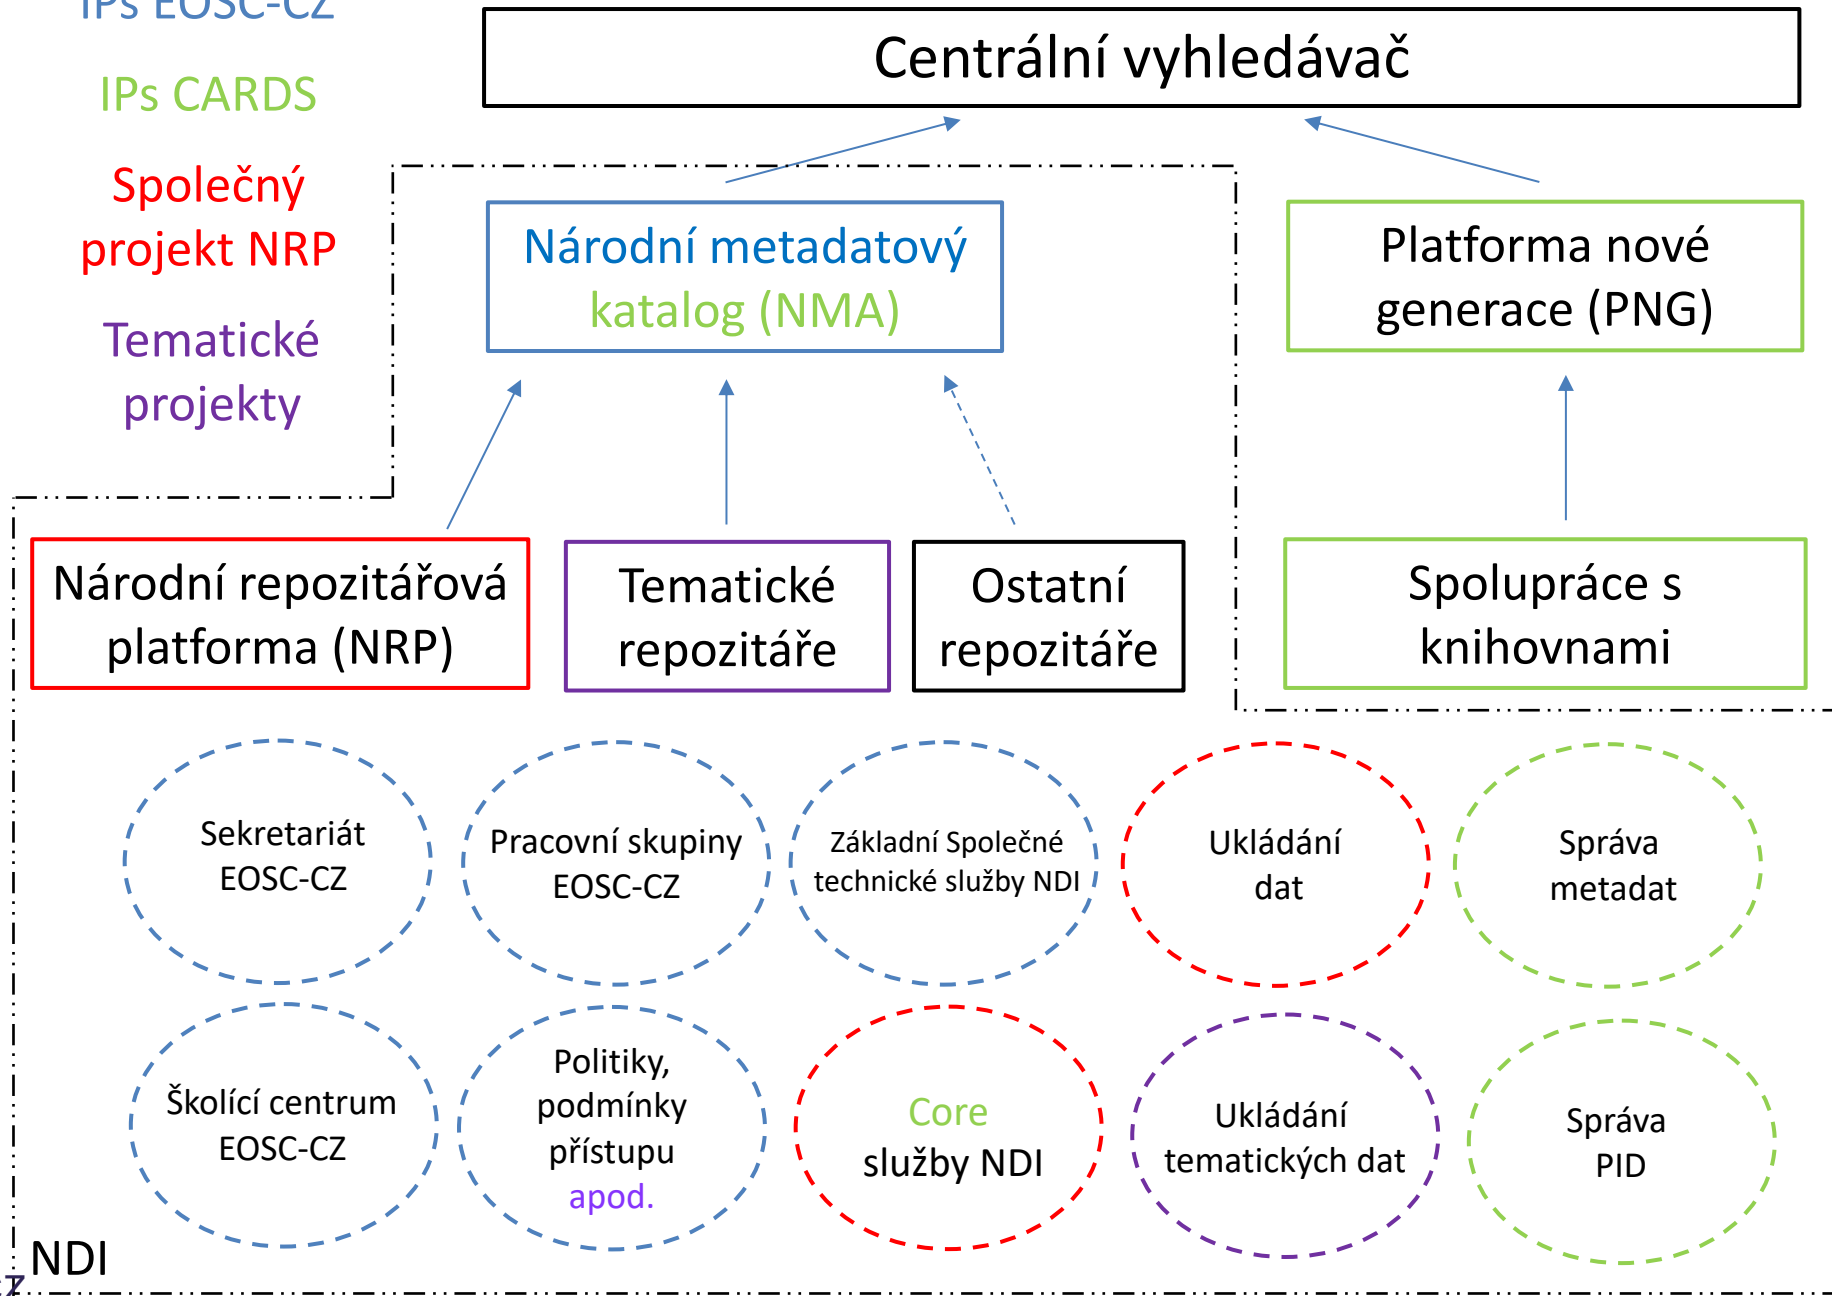 IPs EOSC-CZ
IPs CARDS
Společný
projekt NRP
Tematické
projekty
Centrální vyhledávač
Národní metadatový
katalog (NMA)
Platforma nové
generace (PNG)
Národní repozitářová
platforma (NRP)
Tematické
repozitáře
Ostatní
repozitáře
Spolupráce s
knihovnami
Sekretariát
EOSC-CZ
Pracovní skupiny
EOSC-CZ
Základní Společné
technické služby NDI
Ukládání
dat
Správa
metadat
Školící centrum
EOSC-CZ
Politiky,
podmínky
přístupu
apod.
Core
služby NDI
Ukládání
tematických dat
Správa
PID
NDI